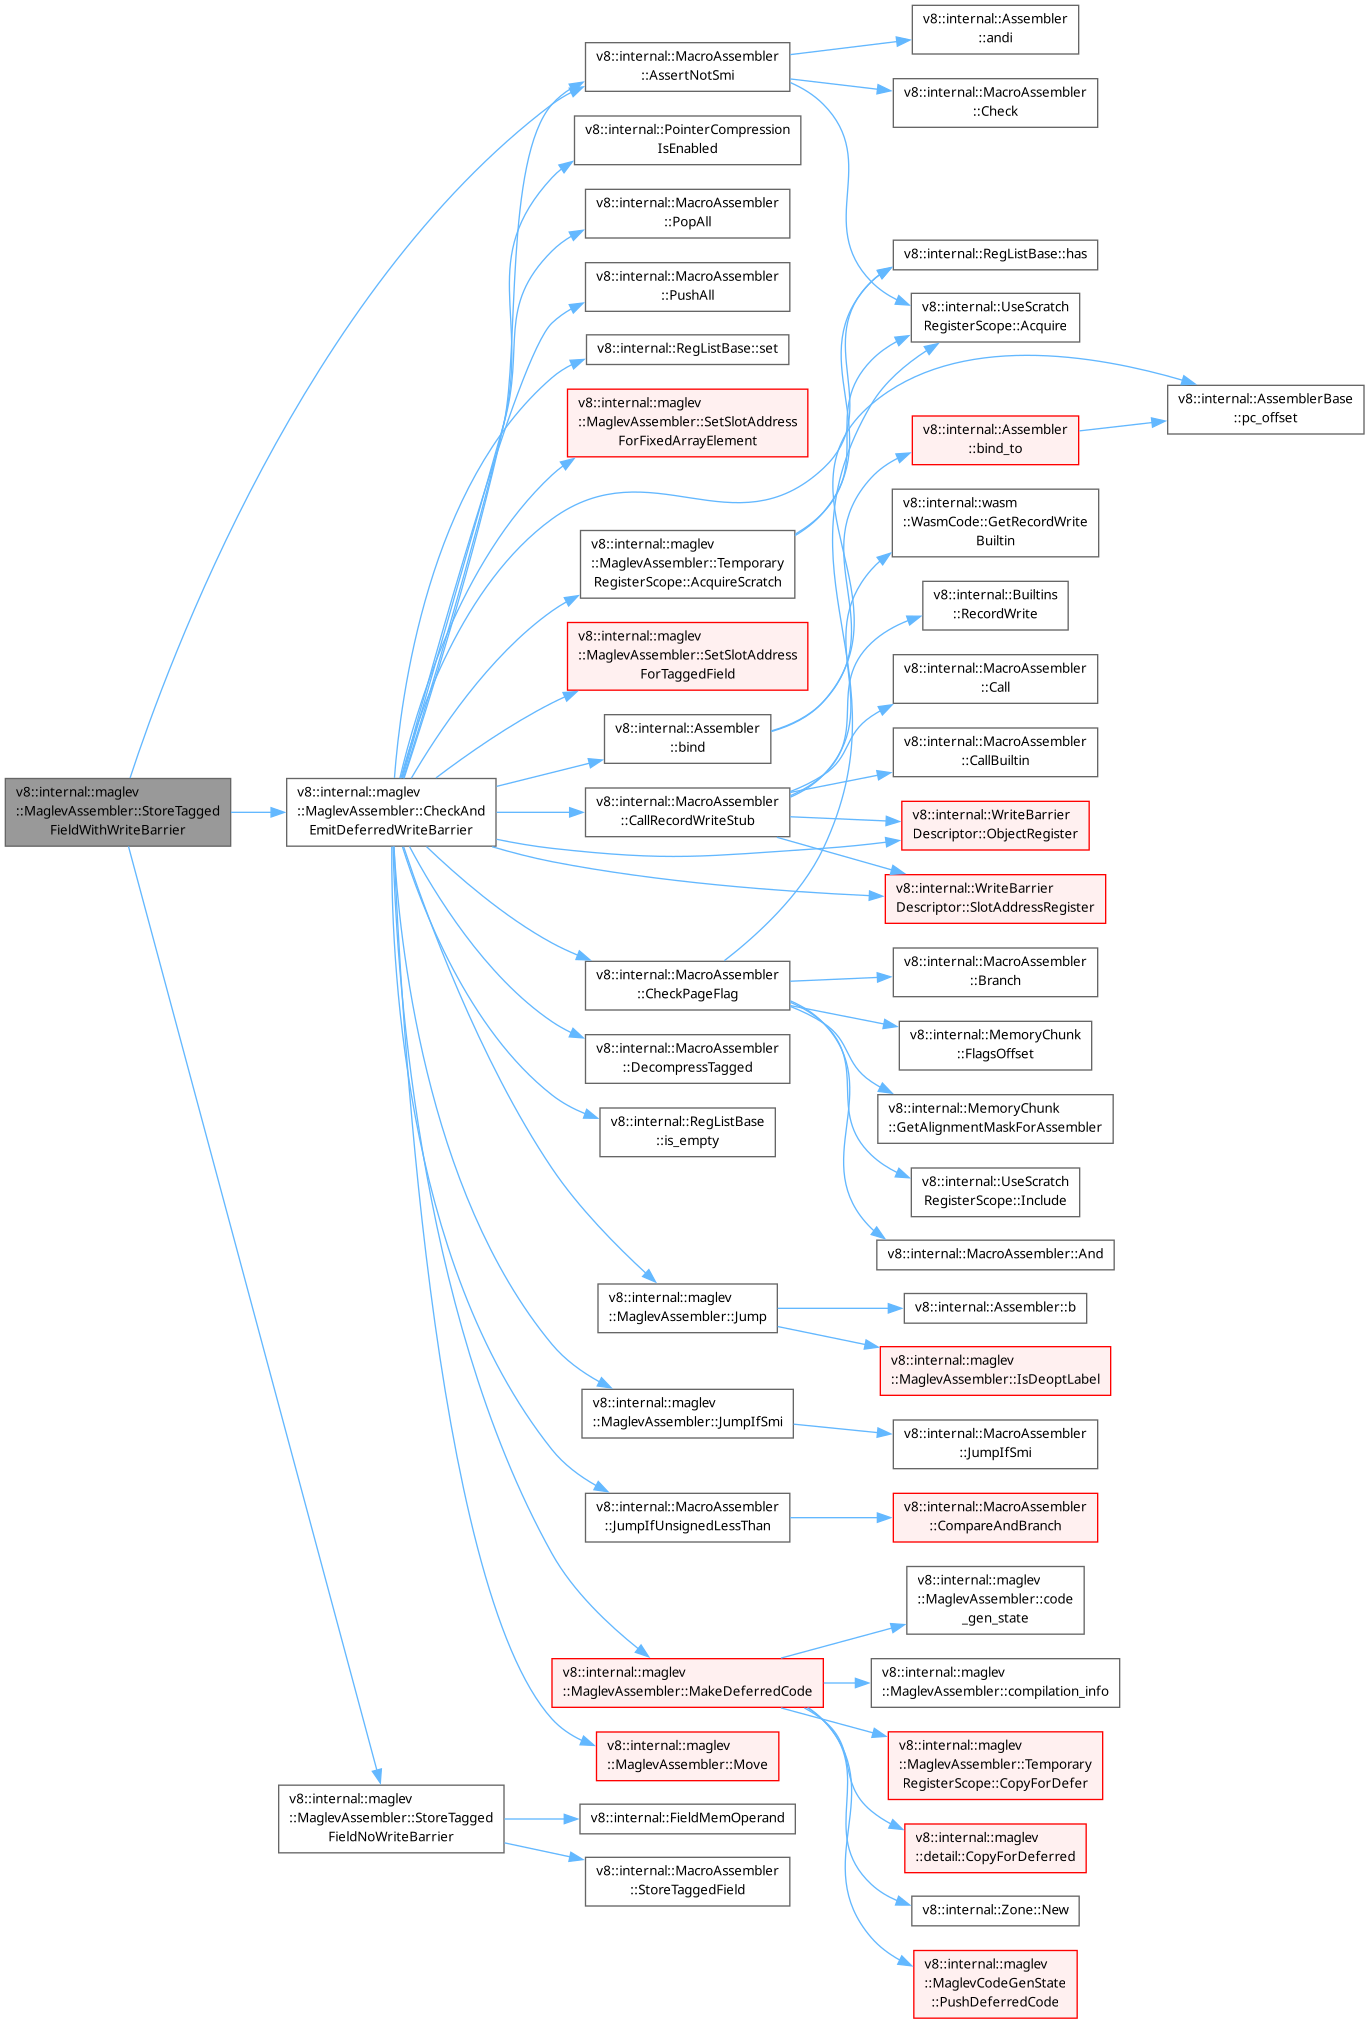 v8::internal::maglev
::MaglevAssembler::StoreTagged
FieldWithWriteBarrier
v8::internal::MacroAssembler
::AssertNotSmi
v8::internal::maglev
::MaglevAssembler::CheckAnd
EmitDeferredWriteBarrier
v8::internal::maglev
::MaglevAssembler::StoreTagged
FieldNoWriteBarrier
v8::internal::PointerCompression
IsEnabled
v8::internal::MacroAssembler
::PopAll
v8::internal::MacroAssembler
::PushAll
v8::internal::RegListBase::set
v8::internal::maglev
::MaglevAssembler::SetSlotAddress
ForFixedArrayElement
v8::internal::maglev
::MaglevAssembler::Temporary
RegisterScope::AcquireScratch
v8::internal::maglev
::MaglevAssembler::SetSlotAddress
ForTaggedField
v8::internal::Assembler
::bind
v8::internal::MacroAssembler
::CallRecordWriteStub
v8::internal::MacroAssembler
::CheckPageFlag
v8::internal::MacroAssembler
::DecompressTagged
v8::internal::RegListBase
::is_empty
v8::internal::maglev
::MaglevAssembler::Jump
v8::internal::maglev
::MaglevAssembler::JumpIfSmi
v8::internal::MacroAssembler
::JumpIfUnsignedLessThan
v8::internal::maglev
::MaglevAssembler::MakeDeferredCode
v8::internal::maglev
::MaglevAssembler::Move
v8::internal::FieldMemOperand
v8::internal::MacroAssembler
::StoreTaggedField
v8::internal::Assembler
::andi
v8::internal::MacroAssembler
::Check
v8::internal::RegListBase::has
v8::internal::UseScratch
RegisterScope::Acquire
v8::internal::Assembler
::bind_to
v8::internal::wasm
::WasmCode::GetRecordWrite
Builtin
v8::internal::Builtins
::RecordWrite
v8::internal::MacroAssembler
::Call
v8::internal::MacroAssembler
::CallBuiltin
v8::internal::WriteBarrier
Descriptor::ObjectRegister
v8::internal::WriteBarrier
Descriptor::SlotAddressRegister
v8::internal::MacroAssembler
::Branch
v8::internal::MemoryChunk
::FlagsOffset
v8::internal::MemoryChunk
::GetAlignmentMaskForAssembler
v8::internal::UseScratch
RegisterScope::Include
v8::internal::MacroAssembler::And
v8::internal::Assembler::b
v8::internal::maglev
::MaglevAssembler::IsDeoptLabel
v8::internal::MacroAssembler
::JumpIfSmi
v8::internal::MacroAssembler
::CompareAndBranch
v8::internal::maglev
::MaglevAssembler::code
_gen_state
v8::internal::maglev
::MaglevAssembler::compilation_info
v8::internal::maglev
::MaglevAssembler::Temporary
RegisterScope::CopyForDefer
v8::internal::maglev
::detail::CopyForDeferred
v8::internal::Zone::New
v8::internal::maglev
::MaglevCodeGenState
::PushDeferredCode
v8::internal::AssemblerBase
::pc_offset